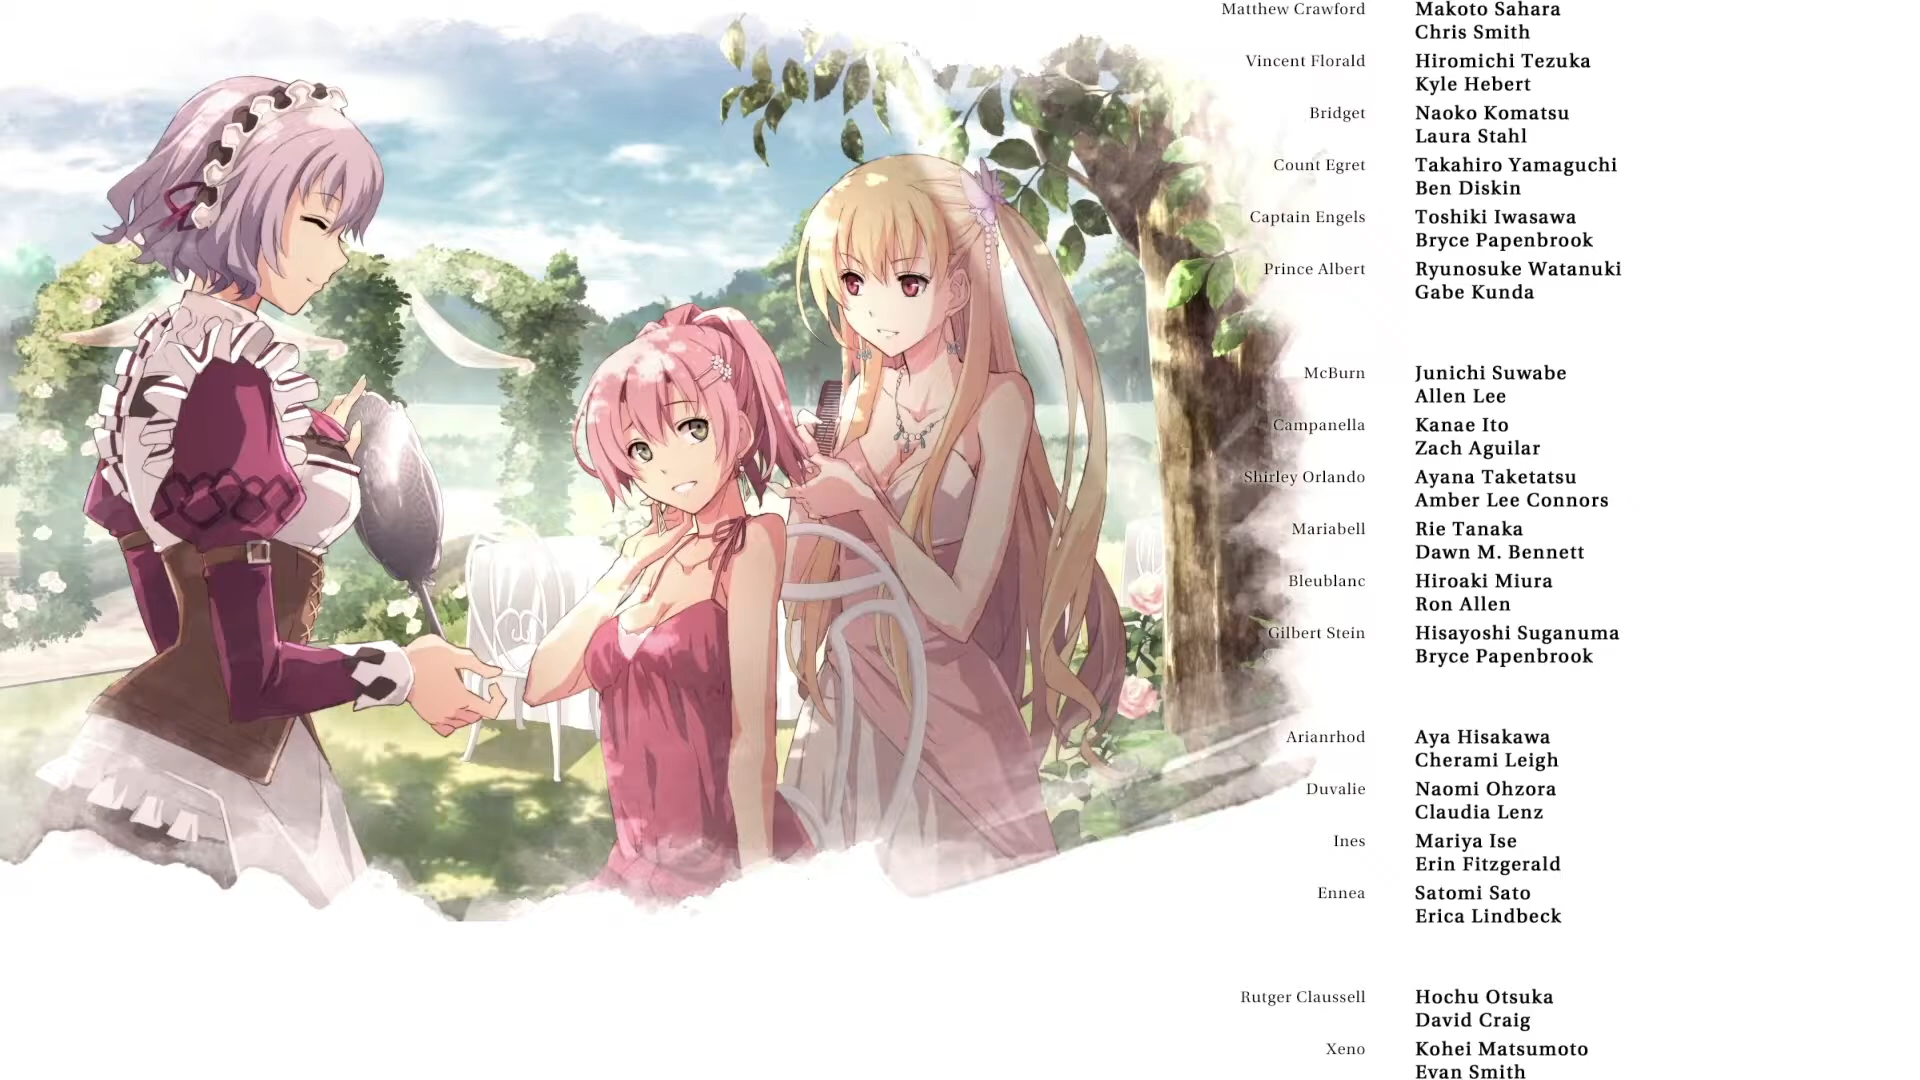 Matthew Crawford Makoto Sahara
Chris Smith
Vincent Florald Hiromichi Tezuka
Kyle Hebert
Bridget Naoko Komatsu
Laura Stahl
Count Egret Takahiro Yamaguchi
Ben Diskin
Captain Engels Toshiki Iwasawa
Bryce Papenbrook
Prince Albert Ryunosuke Watanuki
Gabe Kunda
McBurn Junichi Suwabe
Allen Lee
Campanella Kanae Ito
Zach Aguilar
Shirley Orlando Ayana Taketatsu
Amber Lee Connors
Mariabell Rie Tanaka
Dawn M. Bennett
Bleublanc Hiroaki Miura
Ron Allen
Gilbert Stein Hisayoshi Suganuma
Bryce Papenbrook
Arianrhod Aya Hisakawa
Cherami Leigh
Duvalie Naomi Ohzora
Claudia Lenz
Ines Mariya Ise
Erin Fitzgerald
Ennea Satomi Sato
Erica Lindbeck
Rutger Claussell Hochu Otsuka
David Craig
Xeno Kohei Matsumoto
Evan Smith